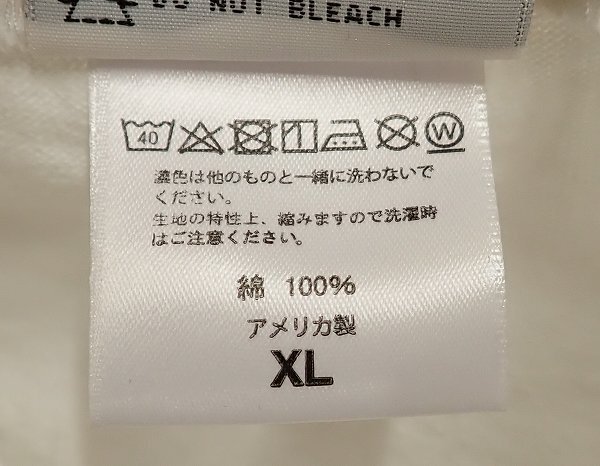 DO NOT BLEACH
40
W
濃色は他のものと一緒に洗わないで
ください。
生地の特性上、縮みますので洗濯時
はご注意ください。
綿 100%
アメリカ製
XL